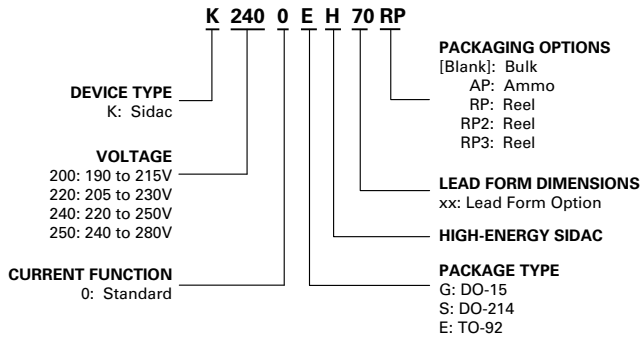 K 240 0 E H 70 RP
DEVICE TYPE
K: Sidac
VOLTAGE
200: 190 to 215V
220: 205 to 230V
240: 220 to 250V
250: 240 to 280V
CURRENT FUNCTION
0: Standard
PACKAGING OPTIONS
[Blank]: Bulk
AP: Ammo
RP: Reel
RP2: Reel
RP3: Reel
LEAD FORM DIMENSIONS
xx: Lead Form Option
HIGH-ENERGY SIDAC
PACKAGE TYPE
G: DO-15
S: DO-214
E: TO-92